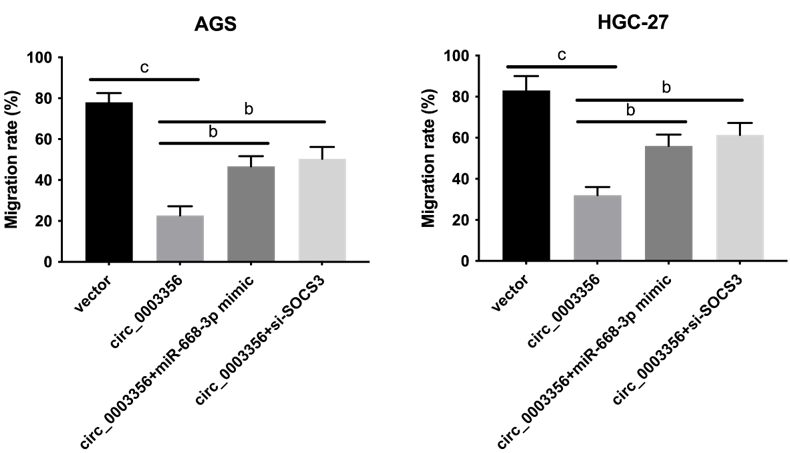 AGS
Migration rate (%)
100
80
60
40
20
0
c
b
b
vector
circ_0003356
circ_0003356+miR-668-3p mimic
circ_0003356+si-SOCS3
HGC-27
Migration rate (%)
100
80
60
40
20
0
c
b
b
vector
circ_0003356
circ_0003356+miR-668-3p mimic
circ_0003356+si-SOCS3